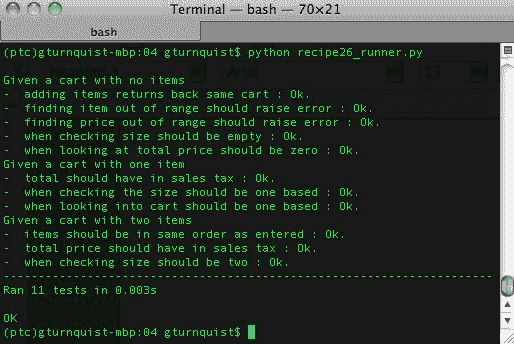 Terminal — bash — 70×21
bash
(ptc)gturnquist-mbp:04 gturnquist$ python recipe26_runner.py
Given a cart with no items
-  adding items returns back same cart : Ok.
-  finding item out of range should raise error : Ok.
-  finding price out of range should raise error : Ok.
-  when checking size should be empty : Ok.
-  when looking at total price should be zero : Ok.
Given a cart with one item
-  total should have in sales tax : Ok.
-  when checking the size should be one based : Ok.
-  when looking into cart should be one based : Ok.
Given a cart with two items
-  items should be in same order as entered : Ok.
-  total price should have in sales tax : Ok.
-  when checking size should be two : Ok.
----------------------------------------------------------------------
Ran 11 tests in 0.003s
OK
(ptc)gturnquist-mbp:04 gturnquist$